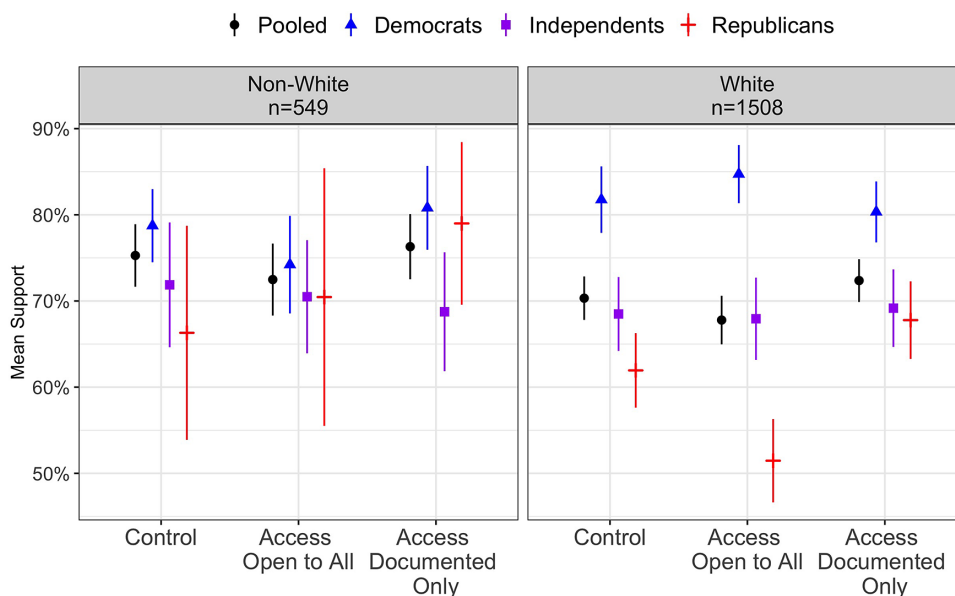 Pooled Democrats Independents Republicans
Non-White
n=549
White
n=1508
Mean Support
90%
80%
70%
60%
50%
Control
Access
Open to All
Access
Documented
Only
Control
Access
Open to All
Access
Documented
Only